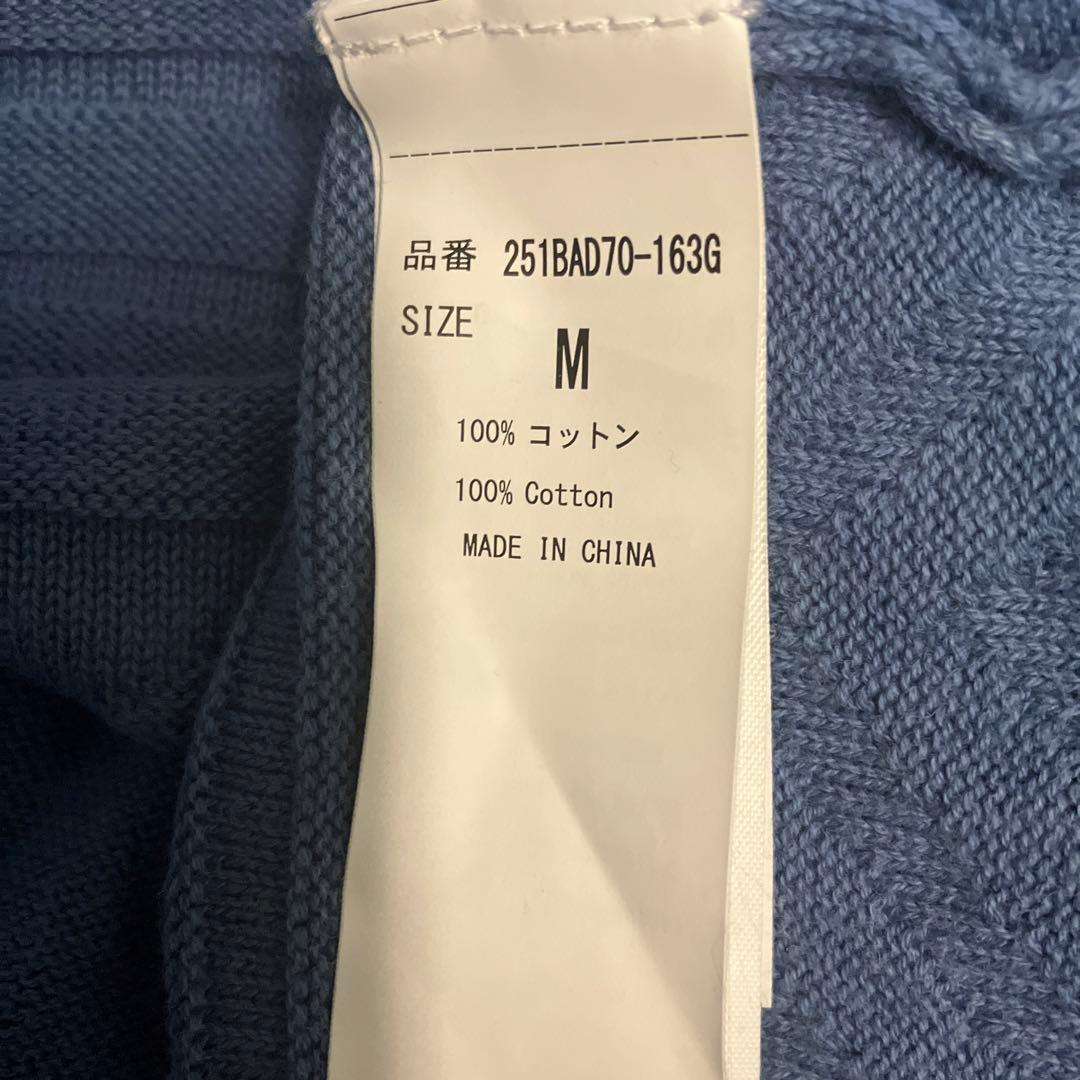 品番 251BAD70-163G
SIZE
M
100% コットン
100% Cotton
MADE IN CHINA